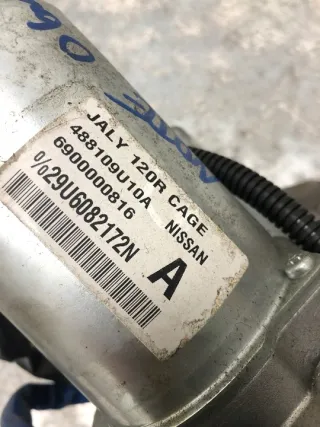 JALY 120R CAGE
488109U10A NISSAN
6900000816
%29U6082172N
A